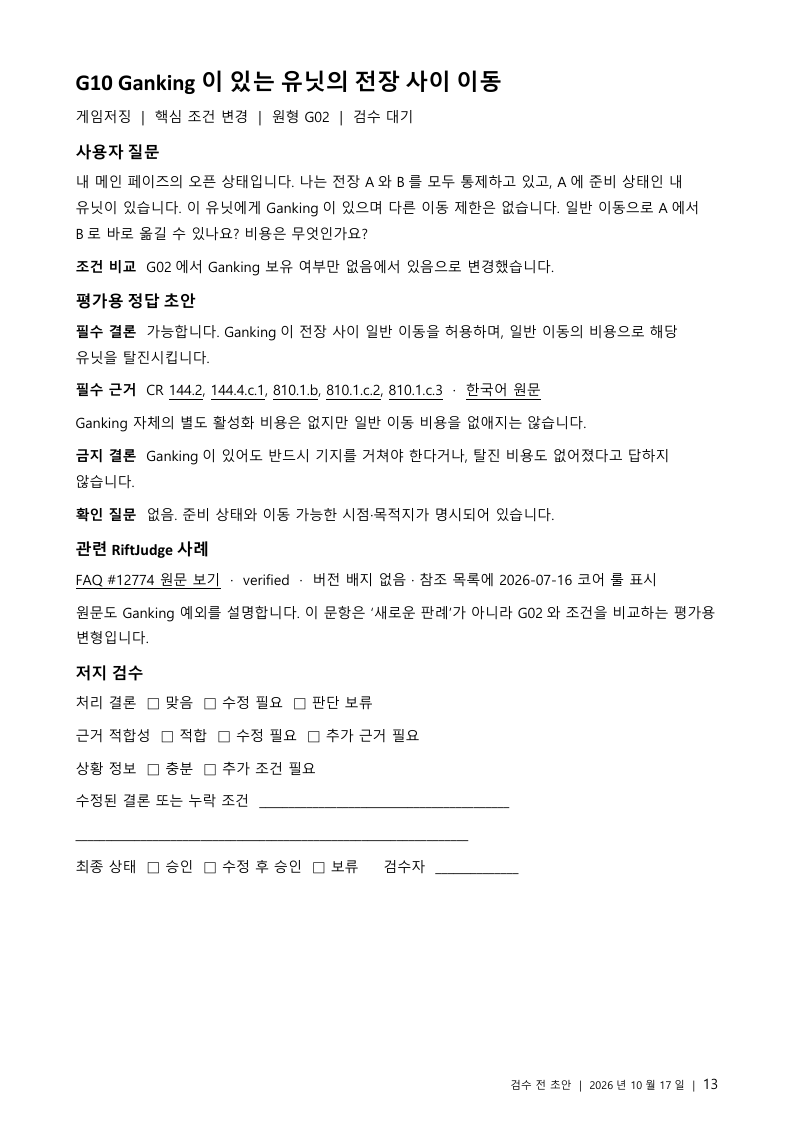 G10 Ganking 이 있는 유닛의 전장 사이 이동
게임저징 | 핵심 조건 변경 | 원형 G02 | 검수 대기
사용자 질문
내 메인 페이즈의 오픈 상태입니다. 나는 전장 A 와 B 를 모두 통제하고 있고, A 에 준비 상태인 내
유닛이 있습니다. 이 유닛에게 Ganking 이 있으며 다른 이동 제한은 없습니다. 일반 이동으로 A 에서
B 로 바로 옮길 수 있나요? 비용은 무엇인가요?
조건 비교 G02 에서 Ganking 보유 여부만 없음에서 있음으로 변경했습니다.
평가용 정답 초안
필수 결론 가능합니다. Ganking 이 전장 사이 일반 이동을 허용하며, 일반 이동의 비용으로 해당
유닛을 탈진시킵니다.
필수 근거 CR 144.2, 144.4.c.1, 810.1.b, 810.1.c.2, 810.1.c.3 · 한국어 원문
Ganking 자체의 별도 활성화 비용은 없지만 일반 이동 비용을 없애지는 않습니다.
금지 결론 Ganking 이 있어도 반드시 기지를 거쳐야 한다거나, 탈진 비용도 없어졌다고 답하지
않습니다.
확인 질문 없음. 준비 상태와 이동 가능한 시점·목적지가 명시되어 있습니다.
관련 RiftJudge 사례
FAQ #12774 원문 보기 · verified · 버전 배지 없음 · 참조 목록에 2026-07-16 코어 룰 표시
원문도 Ganking 예외를 설명합니다. 이 문항은 ‘새로운 판례’가 아니라 G02 와 조건을 비교하는 평가용
변형입니다.
저지 검수
처리 결론 □ 맞음 □ 수정 필요 □ 판단 보류
근거 적합성 □ 적합 □ 수정 필요 □ 추가 근거 필요
상황 정보 □ 충분 □ 추가 조건 필요
수정된 결론 또는 누락 조건 ____________________________________
________________________________________________________
최종 상태 □ 승인 □ 수정 후 승인 □ 보류 검수자 ____________
검수 전 초안 | 2026 년 10 월 17 일 | 13